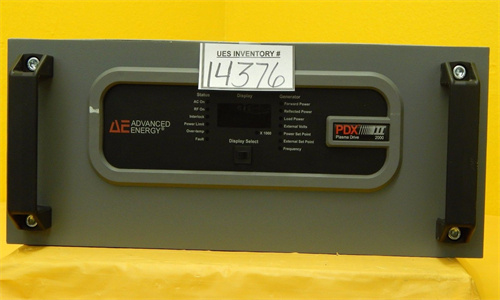 UES INVENTORY #
14376
Status
Display
Generator
AC On
RF On
Interlock
Power Limit
Overtemp
Fault
X 1000
Display Select
Forward Power
Reflected Power
Load Power
External Volts
Power Set Point
External Set Point
Frequency
AE ADVANCED
ENERGY®
PDX III
Plasma Drive 2000